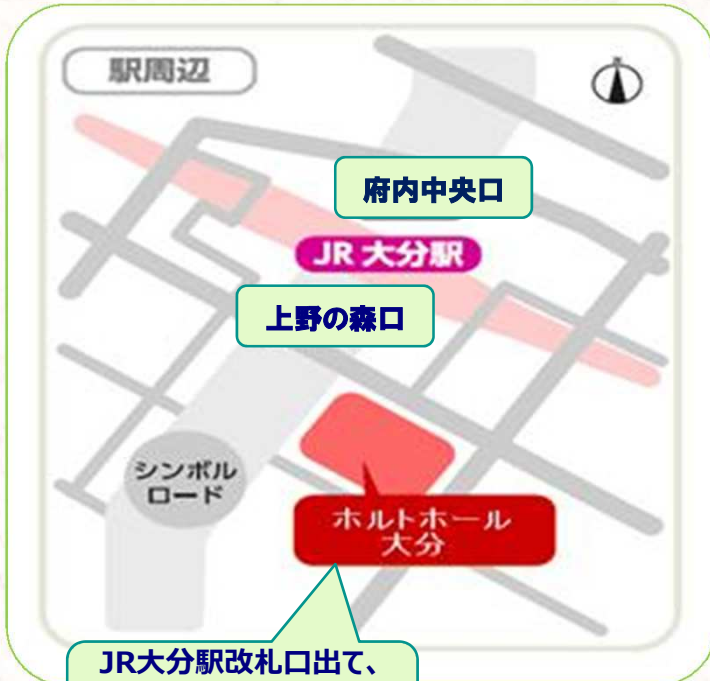 駅周辺
府内中央口
JR 大分駅
上野の森口
シンボル
ロード
ホルトホール
大分
JR大分駅改札口出て、